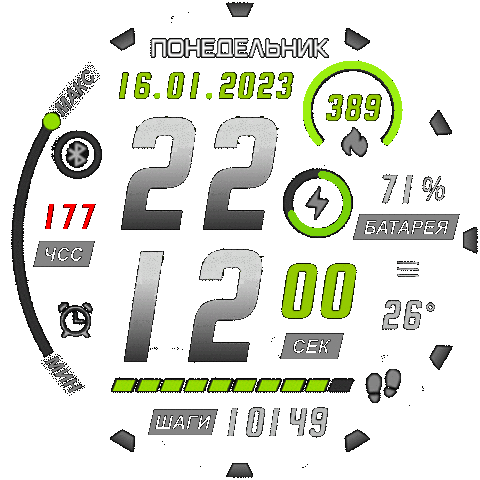 ПОНЕДЕЛЬНИК
16.01.2023
МАКС
389
22
71%
177
БАТАРЕЯ
ЧСС
12
00
26°
СЕК
МИН
ШАГИ 10149